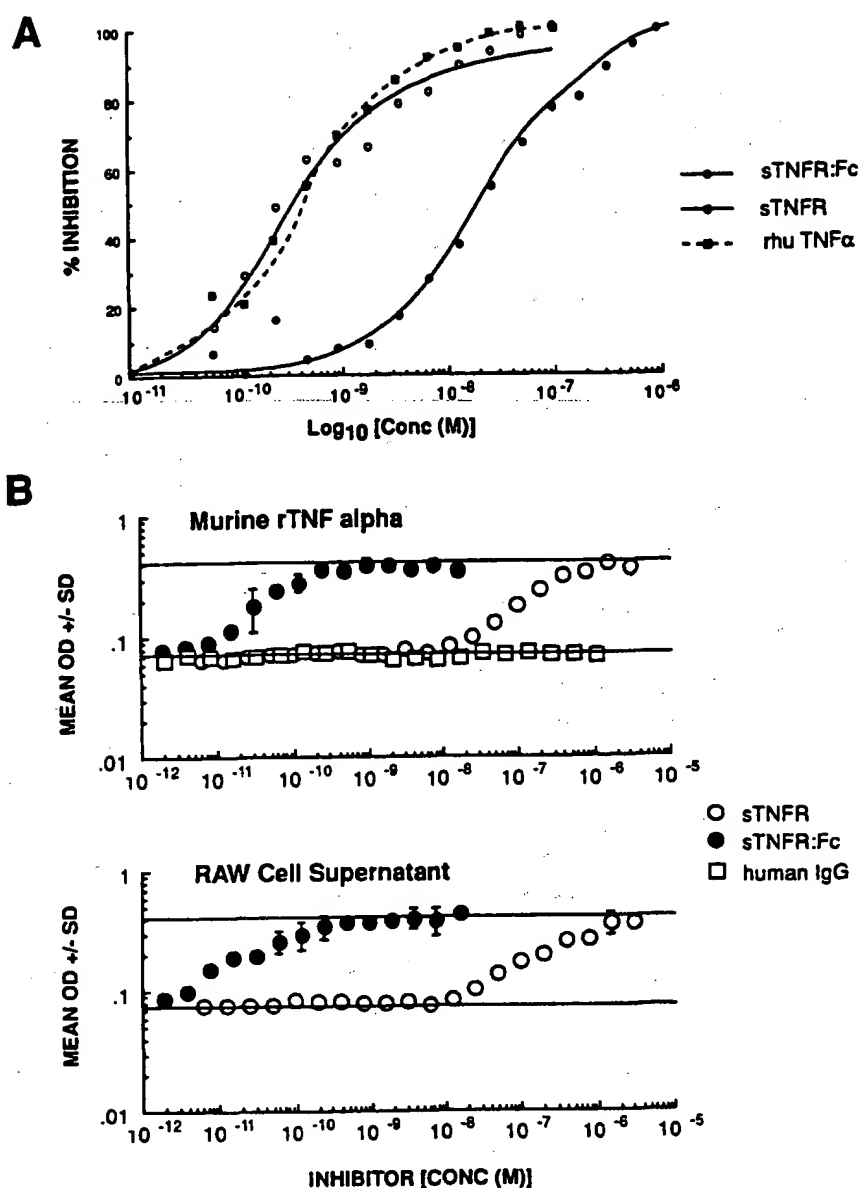 A
% INHIBITION
100
80
60
40
20
0
10 -11
10 -10
10 -9
10 -8
10 -7
10 -6
Log10 [Conc (M)]
sTNFR:Fc
sTNFR
rhu TNFα
B
Murine rTNF alpha
MEAN OD +/- SD
1
.1
.01
10 -12
10 -11
10 -10
10 -9
10 -8
10 -7
10 -6
10 -5
sTNFR
sTNFR:Fc
human IgG
RAW Cell Supernatant
MEAN OD +/- SD
1
.1
.01
10 -12
10 -11
10 -10
10 -9
10 -8
10 -7
10 -6
10 -5
INHIBITOR [CONC (M)]